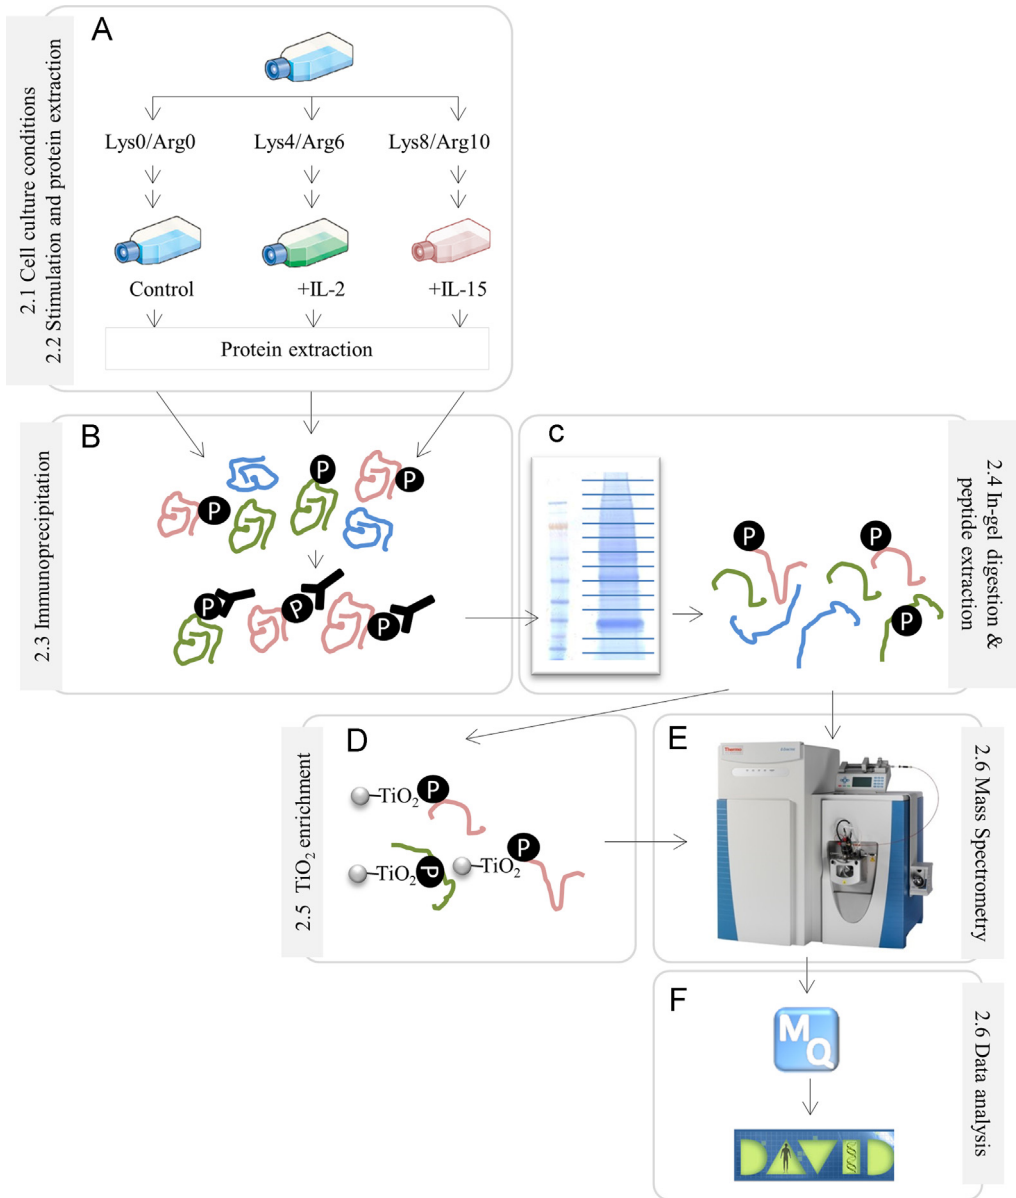 A
2.1 Cell culture conditions
2.2 Stimulation and protein extraction
Lys0/Arg0
Lys4/Arg6
Lys8/Arg10
Control
+IL-2
+IL-15
Protein extraction
B
2.3 Immunoprecipitation
P
P
P
P
P
P
C
2.4 In-gel digestion &
peptide extraction
P
P
P
D
2.5 TiO2 enrichment
TiO2
P
TiO2
P
TiO2
P
E
2.6 Mass Spectrometry
Thermo
F
2.6 Data analysis
MQ
DAVID